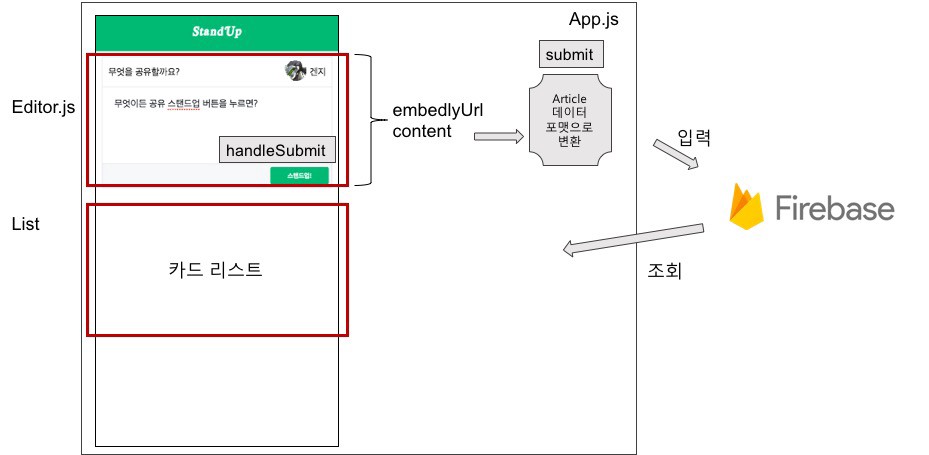 App.js
StandUp
submit
무엇을 공유할까요?
건지
Editor.js
무엇이든 공유 스탠드업 버튼을 누르면?
embedlyUrl
content
Article
데이터
포맷으로
변환
입력
handleSubmit
스탠드업!
Firebase
List
카드 리스트
조회